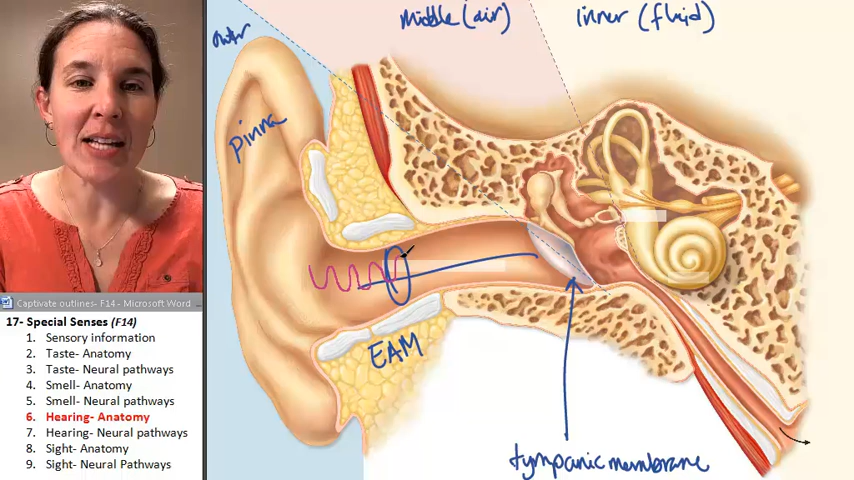 outer
middle (air)
inner (fluid)
pinna
EAM
tympanic membrane
Captivate outlines- F14 - Microsoft Word
17- Special Senses (F14)
1. Sensory information
2. Taste- Anatomy
3. Taste- Neural pathways
4. Smell- Anatomy
5. Smell- Neural pathways
6. Hearing- Anatomy
7. Hearing- Neural pathways
8. Sight- Anatomy
9. Sight- Neural Pathways